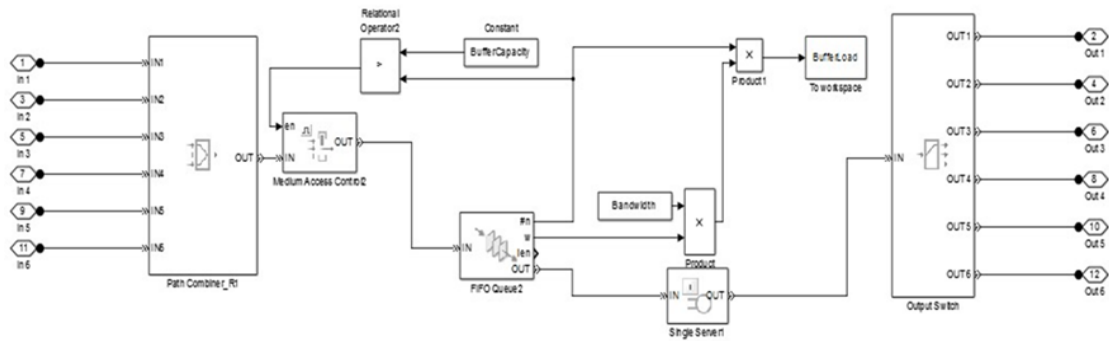 1
In 1
3
In 2
5
In 3
7
In 4
9
In 5
11
In 6
IN1
IN2
IN3
IN4
IN5
IN6
OUT
Path Combiner_R1
Relational
Operator2
>
Constant
BufferCapacity
en
IN
OUT
Medium Access Control2
IN
#n
w
len
OUT
FIFO Queue2
Bandwidth
X
Product
X
Product1
BufferLoad
To workspace
IN
OUT
Single Server1
IN
OUT1
OUT2
OUT3
OUT4
OUT5
OUT6
Output Switch
2
Out 1
4
Out 2
6
Out 3
8
Out 4
10
Out 5
12
Out 6